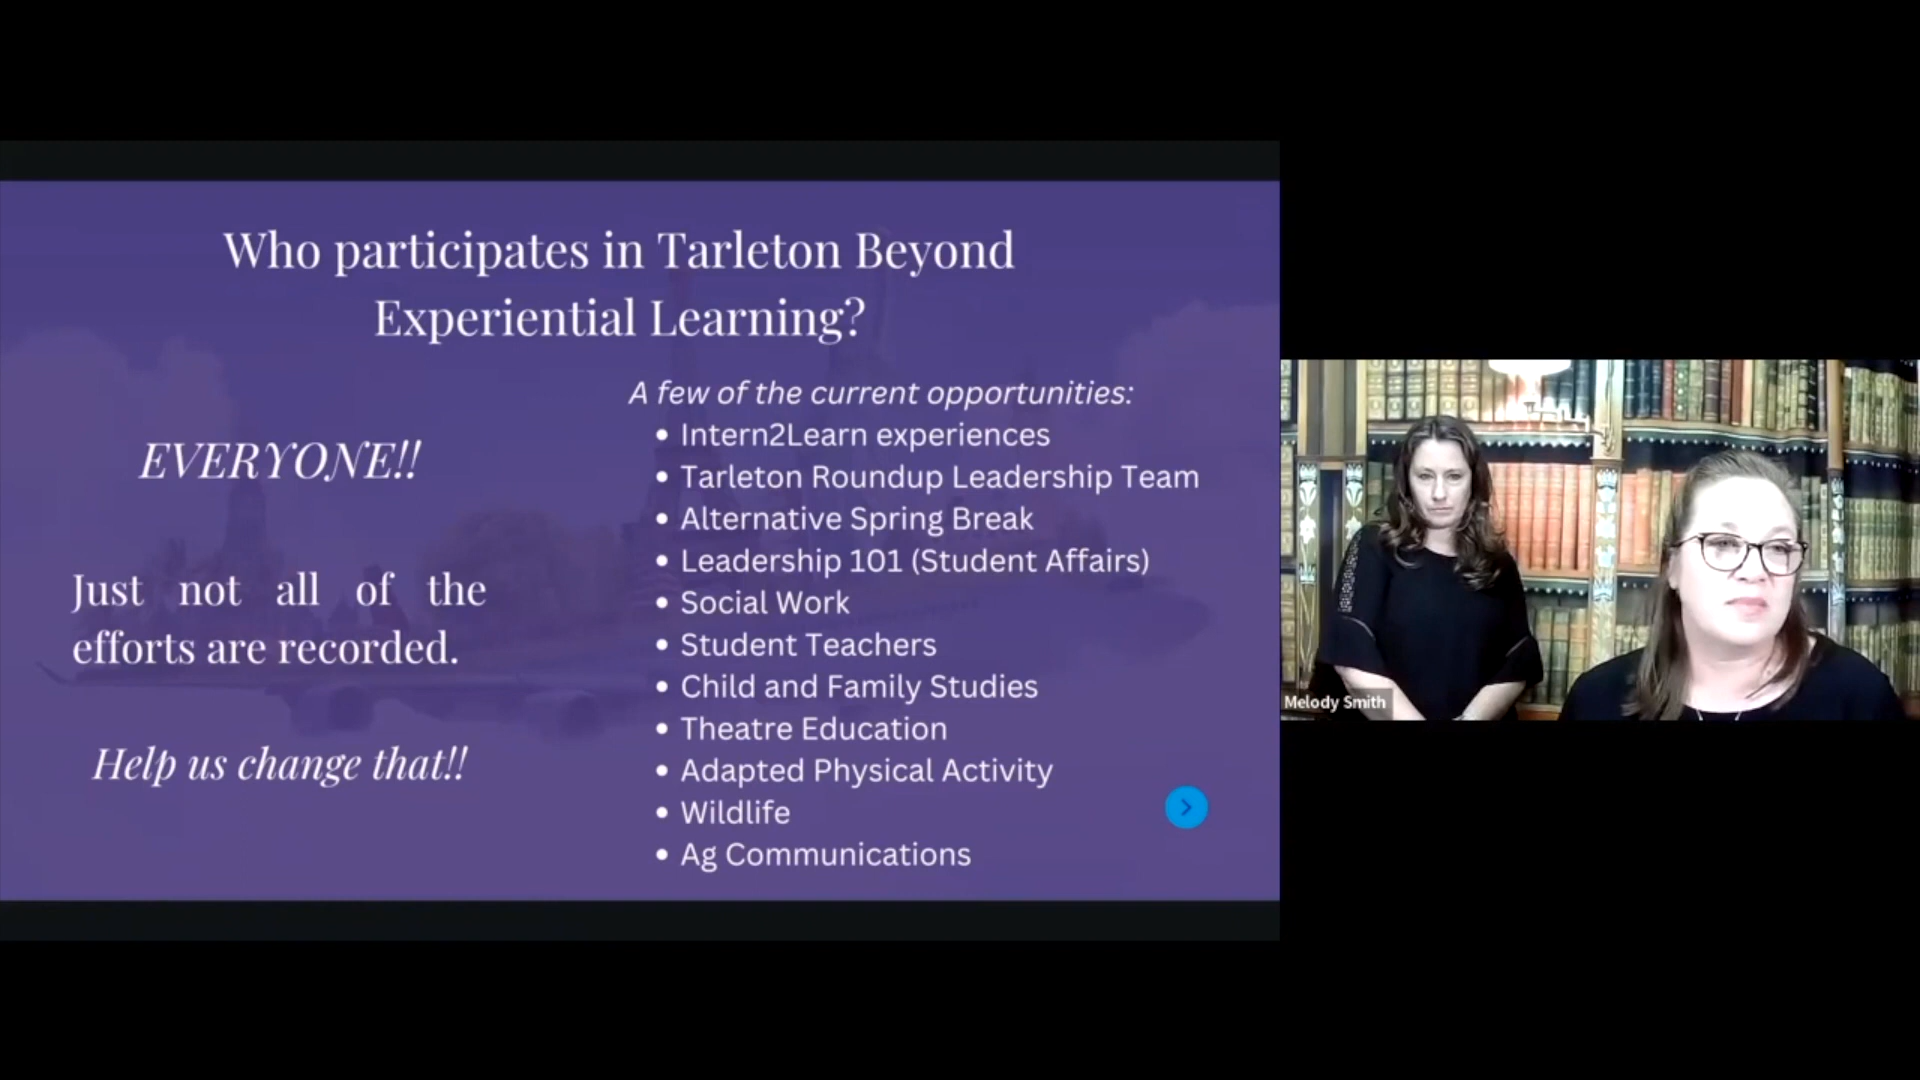 Who participates in Tarleton Beyond
Experiential Learning?
EVERYONE!!
Just not all of the
efforts are recorded.
Help us change that!!
A few of the current opportunities:
• Intern2Learn experiences
• Tarleton Roundup Leadership Team
• Alternative Spring Break
• Leadership 101 (Student Affairs)
• Social Work
• Student Teachers
• Child and Family Studies
• Theatre Education
• Adapted Physical Activity
• Wildlife
• Ag Communications
Melody Smith